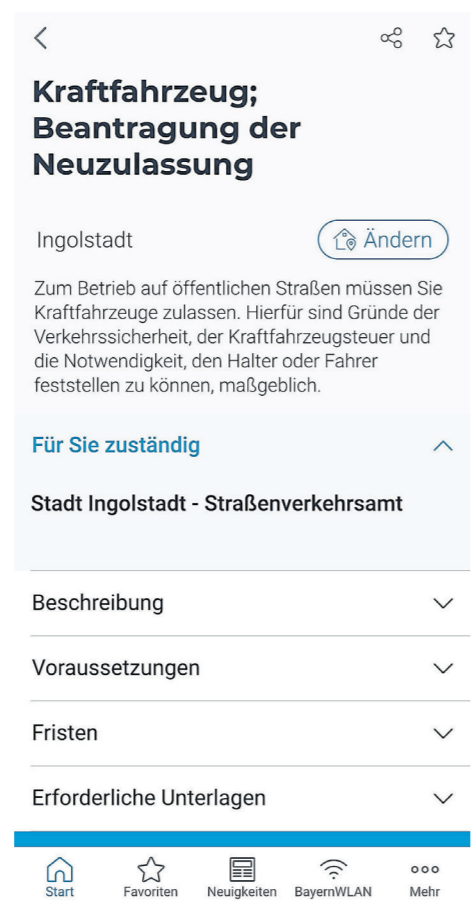 Kraftfahrzeug;
Beantragung der
Neuzulassung
Ingolstadt
Ändern
Zum Betrieb auf öffentlichen Straßen müssen Sie
Kraftfahrzeuge zulassen. Hierfür sind Gründe der
Verkehrssicherheit, der Kraftfahrzeugsteuer und
die Notwendigkeit, den Halter oder Fahrer
feststellen zu können, maßgeblich.
Für Sie zuständig
Stadt Ingolstadt - Straßenverkehrsamt
Beschreibung
Voraussetzungen
Fristen
Erforderliche Unterlagen
Start Favoriten Neuigkeiten BayernWLAN Mehr